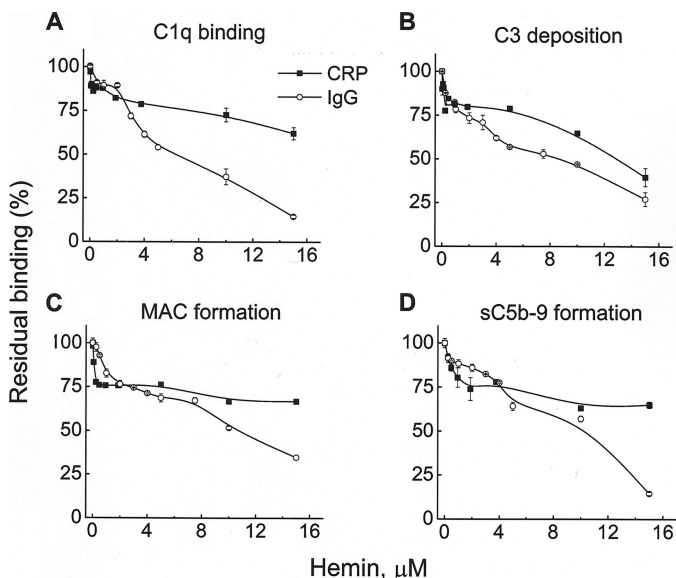 A
C1q binding
100
75
50
25
0
0 4 8 12 16
CRP
IgG
B
C3 deposition
100
75
50
25
0
0 4 8 12 16
C
MAC formation
100
75
50
25
0
0 4 8 12 16
D
sC5b-9 formation
100
75
50
25
0
0 4 8 12 16
Residual binding (%)
Hemin, μM